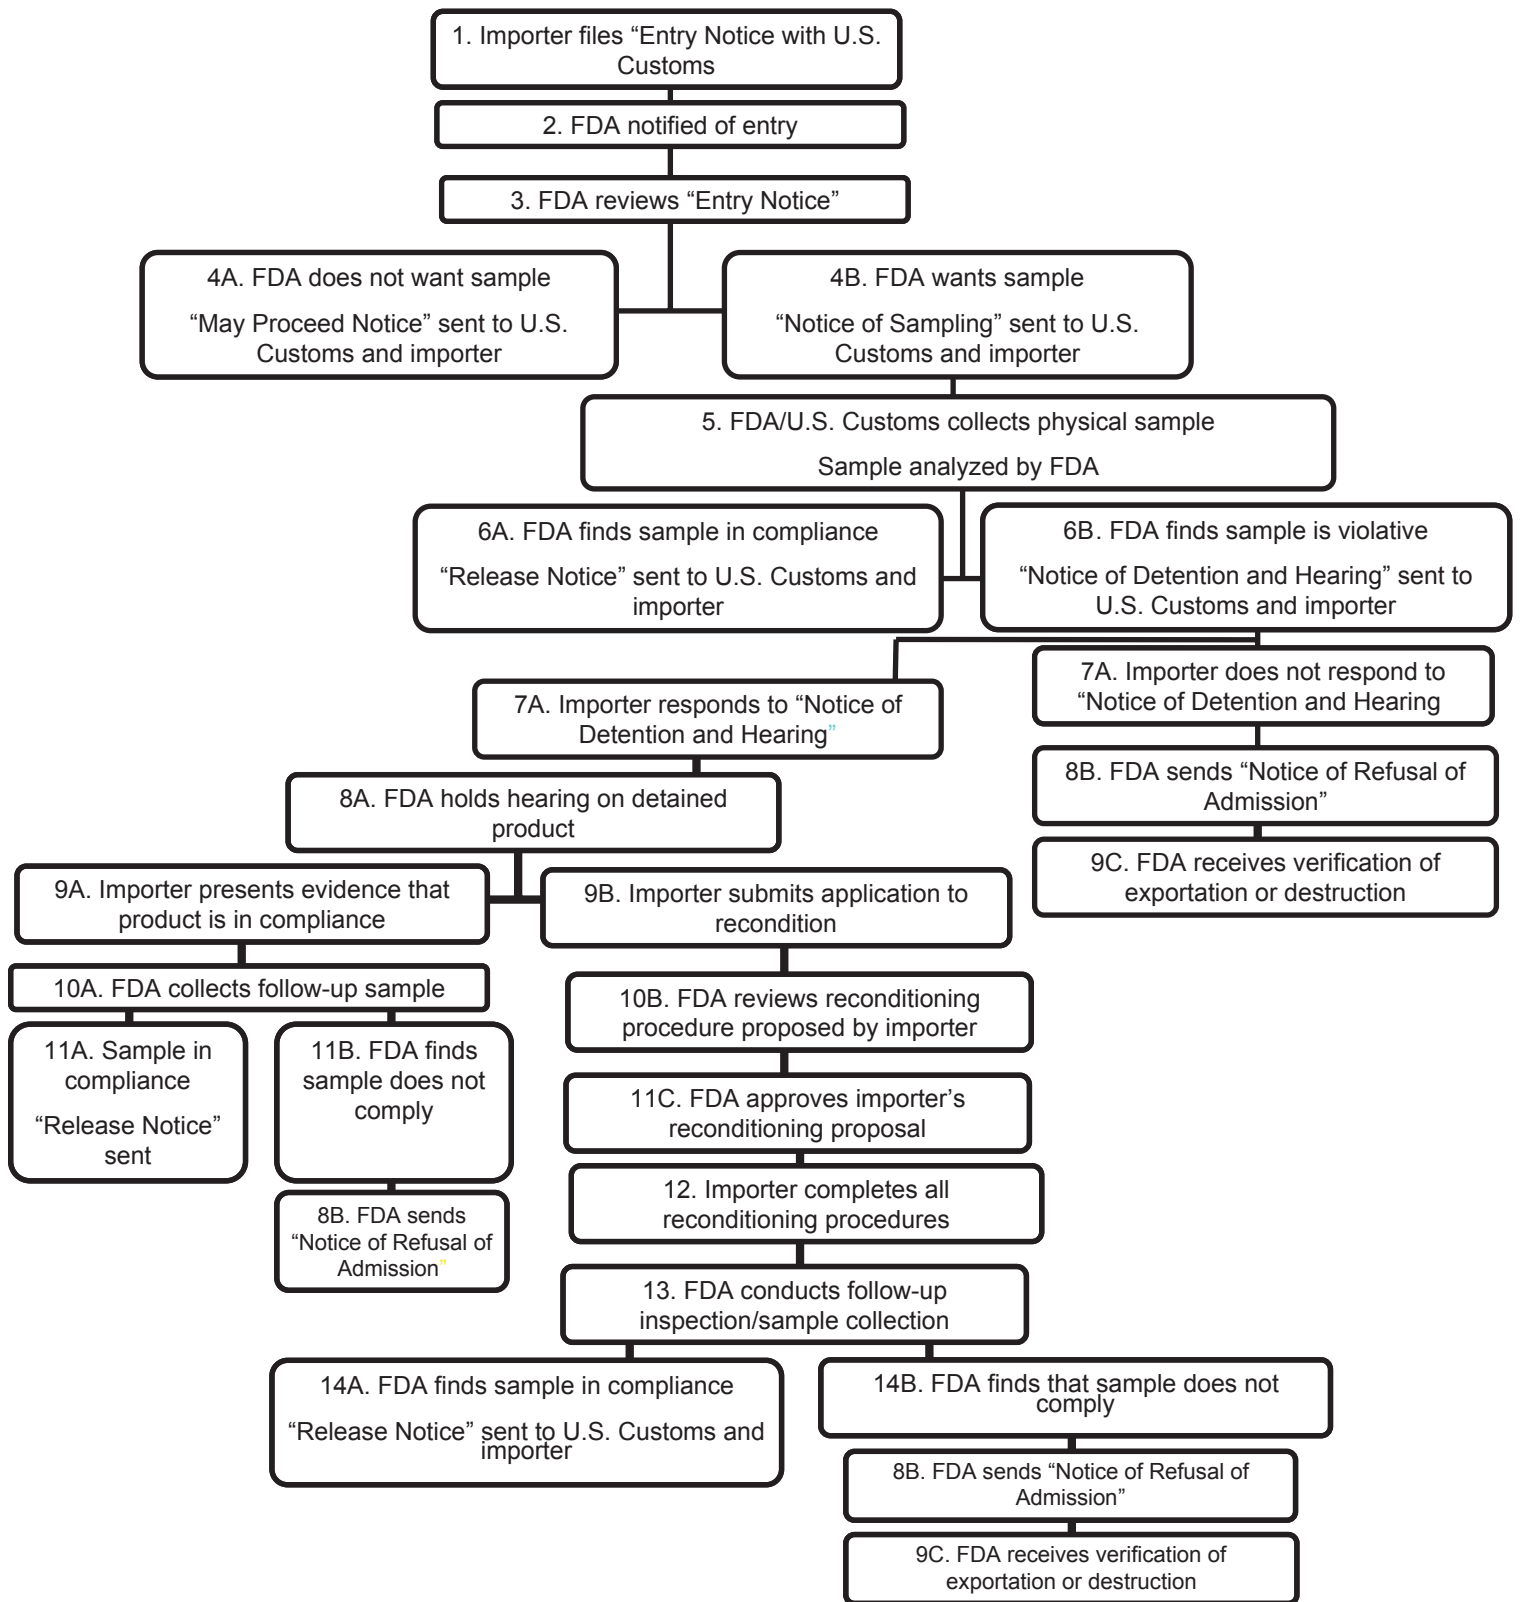 1. Importer files “Entry Notice with U.S.
Customs
2. FDA notified of entry
3. FDA reviews “Entry Notice”
4A. FDA does not want sample
“May Proceed Notice” sent to U.S.
Customs and importer
4B. FDA wants sample
“Notice of Sampling” sent to U.S.
Customs and importer
5. FDA/U.S. Customs collects physical sample
Sample analyzed by FDA
6A. FDA finds sample in compliance
“Release Notice” sent to U.S. Customs and
importer
6B. FDA finds sample is violative
“Notice of Detention and Hearing” sent to
U.S. Customs and importer
7A. Importer responds to “Notice of
Detention and Hearing”
7A. Importer does not respond to
“Notice of Detention and Hearing
8A. FDA holds hearing on detained
product
8B. FDA sends “Notice of Refusal of
Admission”
9A. Importer presents evidence that
product is in compliance
9B. Importer submits application to
recondition
9C. FDA receives verification of
exportation or destruction
10A. FDA collects follow-up sample
10B. FDA reviews reconditioning
procedure proposed by importer
11A. Sample in
compliance
“Release Notice”
sent
11B. FDA finds
sample does not
comply
11C. FDA approves importer’s
reconditioning proposal
8B. FDA sends
“Notice of Refusal of
Admission”
12. Importer completes all
reconditioning procedures
13. FDA conducts follow-up
inspection/sample collection
14A. FDA finds sample in compliance
“Release Notice” sent to U.S. Customs and
importer
14B. FDA finds that sample does not
comply
8B. FDA sends “Notice of Refusal of
Admission”
9C. FDA receives verification of
exportation or destruction